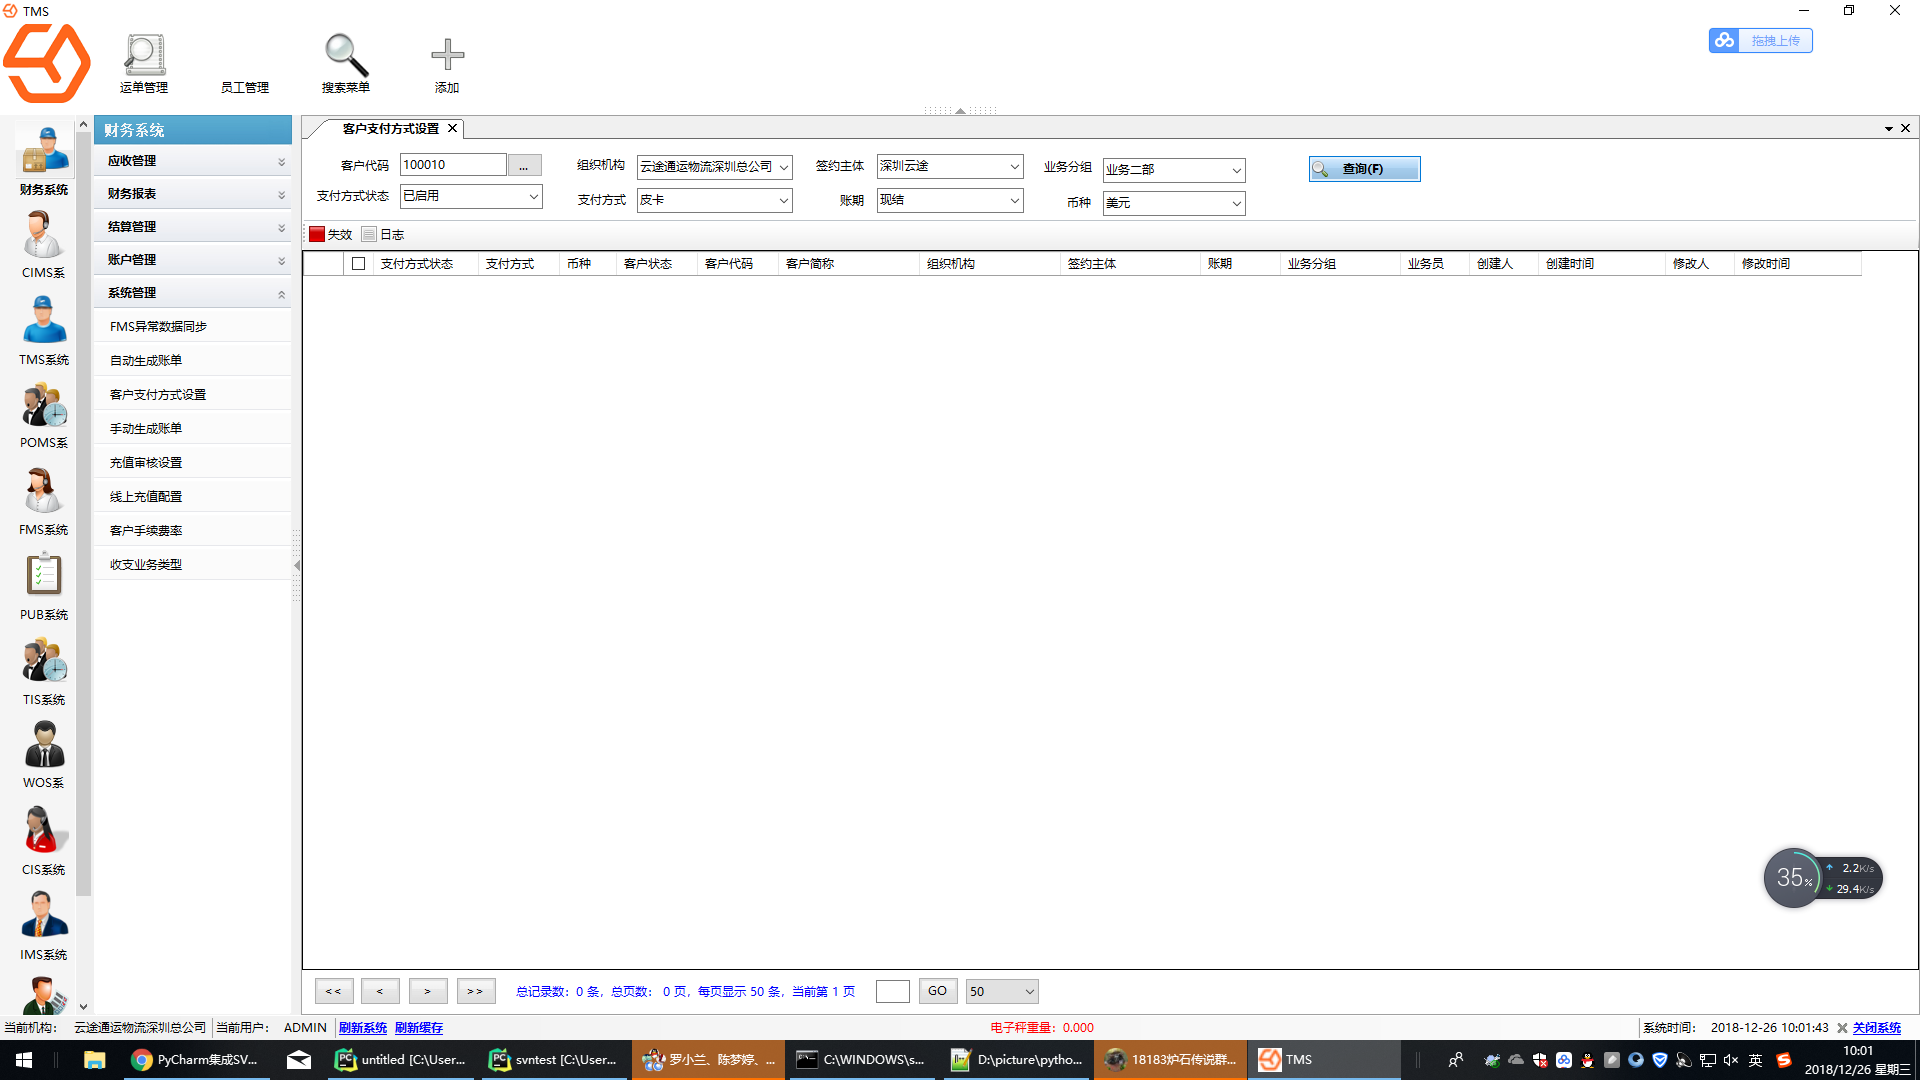 TMS
拖拽上传
运单管理 员工管理 搜索菜单 添加
财务系统
客户支付方式设置
应收管理
财务报表
结算管理
账户管理
系统管理
FMS异常数据同步
自动生成账单
客户支付方式设置
手动生成账单
充值审核设置
线上充值配置
客户手续费率
收支业务类型
财务系统
CIMS系
TMS系统
POMS系
FMS系统
PUB系统
TIS系统
WOS系
CIS系统
IMS系统
客户代码 100010 ... 组织机构 云途通运物流深圳总公司 签约主体 深圳云途 业务分组 业务二部 查询(F)
支付方式状态 已启用 支付方式 皮卡 账期 现结 币种 美元
失效 日志
支付方式状态 支付方式 币种 客户状态 客户代码 客户简称 组织机构 签约主体 账期 业务分组 业务员 创建人 创建时间 修改人 修改时间
35% 2.2K/s
29.4K/s
<< < > >> 总记录数：0 条，总页数： 0 页，每页显示 50 条，当前第 1 页 GO 50
当前机构： 云途通运物流深圳总公司 当前用户： ADMIN 刷新系统 刷新缓存 电子秤重量：0.000 系统时间： 2018-12-26 10:01:43 关闭系统
PyCharm集成SV... untitled [C:\User... svntest [C:\User... 罗小兰、陈梦婷、... C:\WINDOWS\s... D:\picture\pytho... 18183炉石传说群... TMS 英 10:01
2018/12/26 星期三